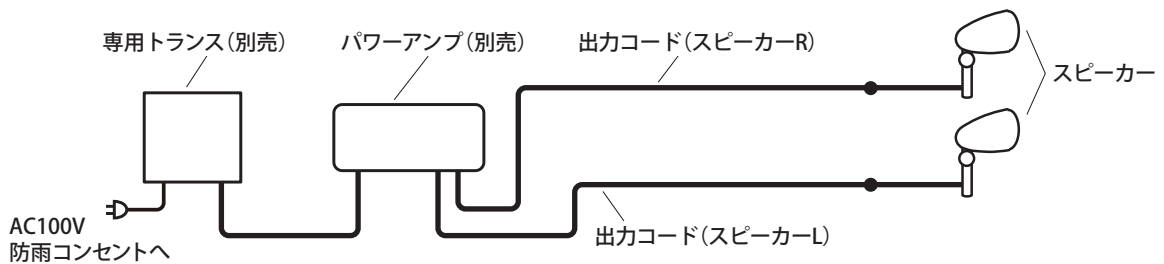 専用トランス(別売)
パワーアンプ(別売)
出力コード(スピーカーR)
スピーカー
AC100V
防雨コンセントへ
出力コード(スピーカーL)